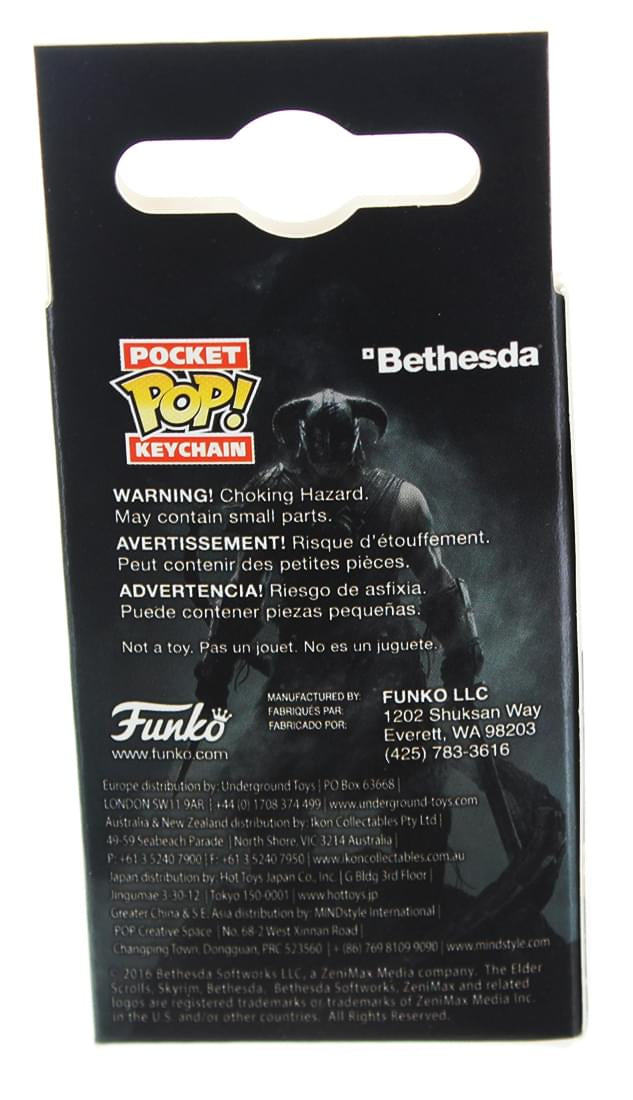 POCKET
POP!
KEYCHAIN
Bethesda
WARNING! Choking Hazard.
May contain small parts.
AVERTISSEMENT! Risque d'étouffement.
Peut contenir des petites pièces.
ADVERTENCIA! Riesgo de asfixia.
Puede contener piezas pequeñas.
Not a toy. Pas un jouet. No es un juguete.
Funko
www.funko.com
MANUFACTURED BY:
FABRIQUÉS PAR:
FABRICADO POR:
FUNKO LLC
1202 Shuksan Way
Everett, WA 98203
(425) 783-3616
Europe distribution by: Underground Toys | PO Box 63668 |
LONDON SW11 9AR | +44 (0) 1708 374 499 | www.underground-toys.com
Australia & New Zealand distribution by: Ikon Collectables Pty Ltd |
49-59 Seabeach Parade | North Shore, VIC 3214 Australia |
P: +61 3 5240 7900 | F: +61 3 5240 7950 | www.ikoncollectables.com.au
Japan distribution by: Hot Toys Japan Co., Inc. | G Bldg 3rd Floor |
Jingumae 3-30-12 | Tokyo 150-0001 | www.hottoys.jp
Greater China & S.E. Asia distribution by: MINDstyle International |
POP Creative Space | No. 68-2 West Xinnan Road |
Changping Town, Dongguan, PRC 523560 | + (86) 769 8109 9090 | www.mindstyle.com
© 2016 Bethesda Softworks LLC, a ZeniMax Media company. The Elder
Scrolls, Skyrim, Bethesda, Bethesda Softworks, ZeniMax and related
logos are registered trademarks or trademarks of ZeniMax Media Inc.
in the U.S. and/or other countries. All Rights Reserved.